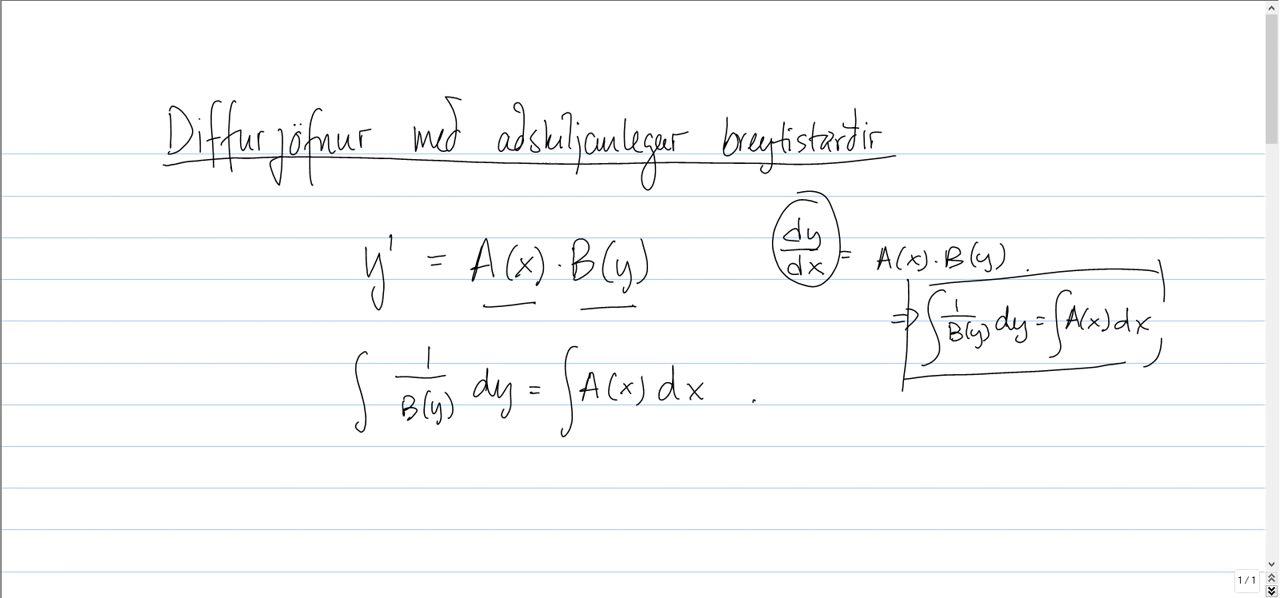 Diffurjöfnur með aðskiljanlegar breytistærðir
y' = A(x) · B(y)
dy/dx = A(x) · B(y)
⇒ ∫ 1/B(y) dy = ∫ A(x) dx
∫ 1/B(y) dy = ∫ A(x) dx .
1 / 1